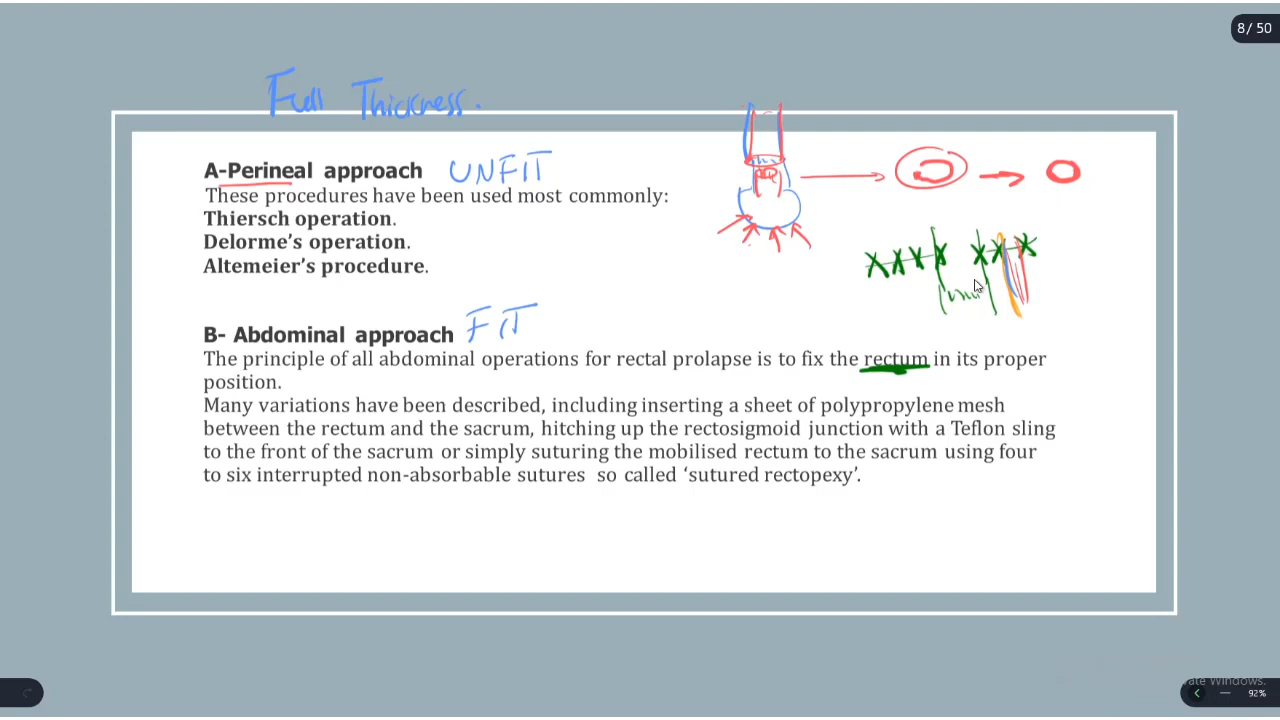 8 / 50
Full Thickness.
A-Perineal approach UNFIT
These procedures have been used most commonly:
Thiersch operation.
Delorme’s operation.
Altemeier’s procedure.
B- Abdominal approach FIT
The principle of all abdominal operations for rectal prolapse is to fix the rectum in its proper
position.
Many variations have been described, including inserting a sheet of polypropylene mesh
between the rectum and the sacrum, hitching up the rectosigmoid junction with a Teflon sling
to the front of the sacrum or simply suturing the mobilised rectum to the sacrum using four
to six interrupted non-absorbable sutures so called ‘sutured rectopexy’.
ate Windows.
92%